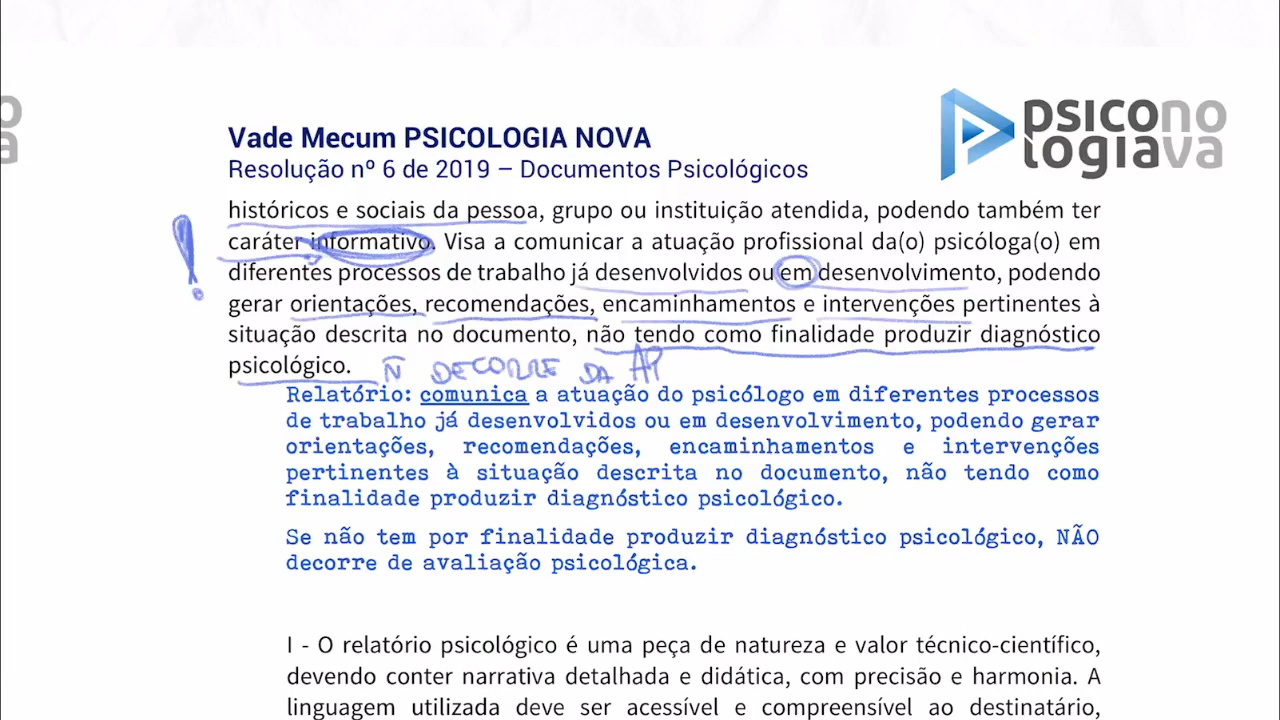 psicono
logiava
o
a
Vade Mecum PSICOLOGIA NOVA
Resolução nº 6 de 2019 – Documentos Psicológicos
históricos e sociais da pessoa, grupo ou instituição atendida, podendo também ter
caráter informativo. Visa a comunicar a atuação profissional da(o) psicóloga(o) em
diferentes processos de trabalho já desenvolvidos ou em desenvolvimento, podendo
gerar orientações, recomendações, encaminhamentos e intervenções pertinentes à
situação descrita no documento, não tendo como finalidade produzir diagnóstico
psicológico. Ñ DECORRE DA AP
Relatório: comunica a atuação do psicólogo em diferentes processos
de trabalho já desenvolvidos ou em desenvolvimento, podendo gerar
orientações, recomendações, encaminhamentos e intervenções
pertinentes à situação descrita no documento, não tendo como
finalidade produzir diagnóstico psicológico.
Se não tem por finalidade produzir diagnóstico psicológico, NÃO
decorre de avaliação psicológica.
I - O relatório psicológico é uma peça de natureza e valor técnico-científico,
devendo conter narrativa detalhada e didática, com precisão e harmonia. A
linguagem utilizada deve ser acessível e compreensível ao destinatário,